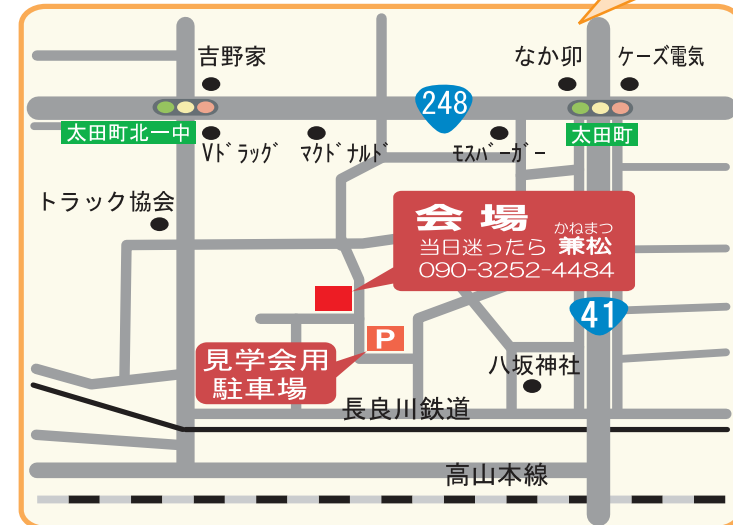 吉野家
なか卯
ケーズ電気
248
太田町北一中
太田町
Vドラッグ
マクドナルド
モスバーガー
トラック協会
会場
かねまつ
当日迷ったら 兼松
090-3252-4484
41
P
見学会用
駐車場
八坂神社
長良川鉄道
高山本線